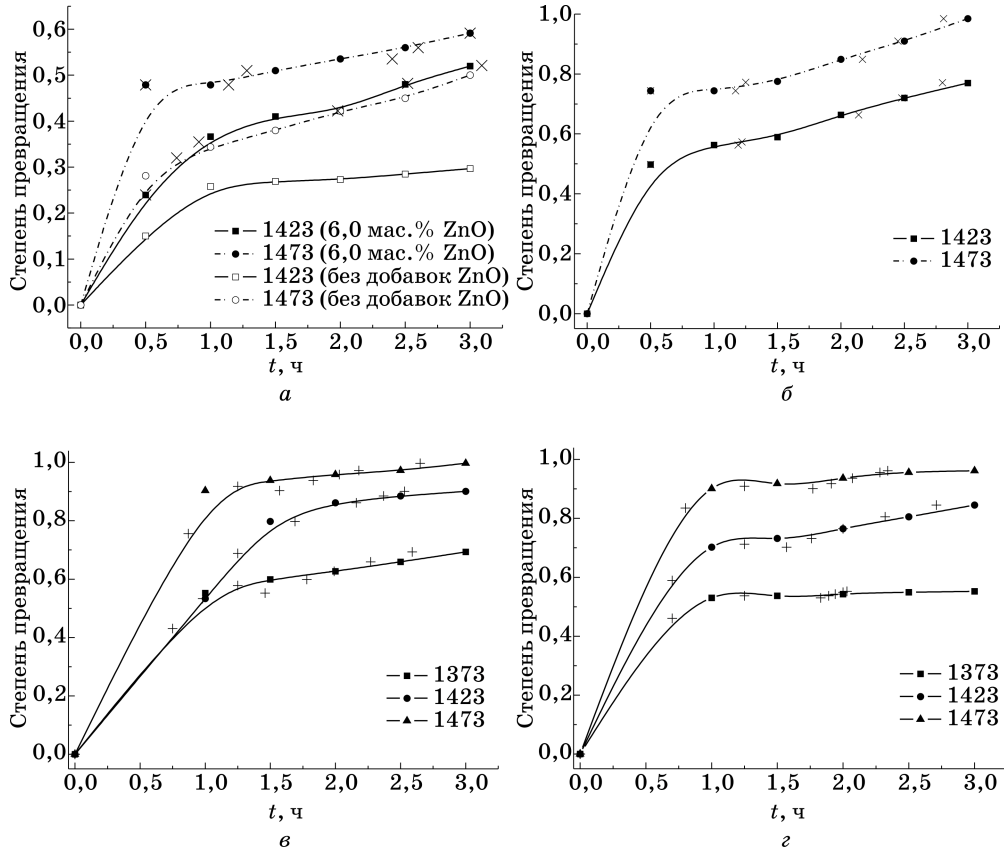 Степень превращения
0,6
0,5
0,4
0,3
0,2
0,1
0,0
1423 (6,0 мас.% ZnO)
1473 (6,0 мас.% ZnO)
1423 (без добавок ZnO)
1473 (без добавок ZnO)
0,0 0,5 1,0 1,5 2,0 2,5 3,0
t, ч
а
Степень превращения
1,0
0,8
0,6
0,4
0,2
0,0
1423
1473
0,0 0,5 1,0 1,5 2,0 2,5 3,0
t, ч
б
Степень превращения
1,0
0,8
0,6
0,4
0,2
0,0
1373
1423
1473
0,0 0,5 1,0 1,5 2,0 2,5 3,0
t, ч
в
Степень превращения
1,0
0,8
0,6
0,4
0,2
0,0
1373
1423
1473
0,0 0,5 1,0 1,5 2,0 2,5 3,0
t, ч
г